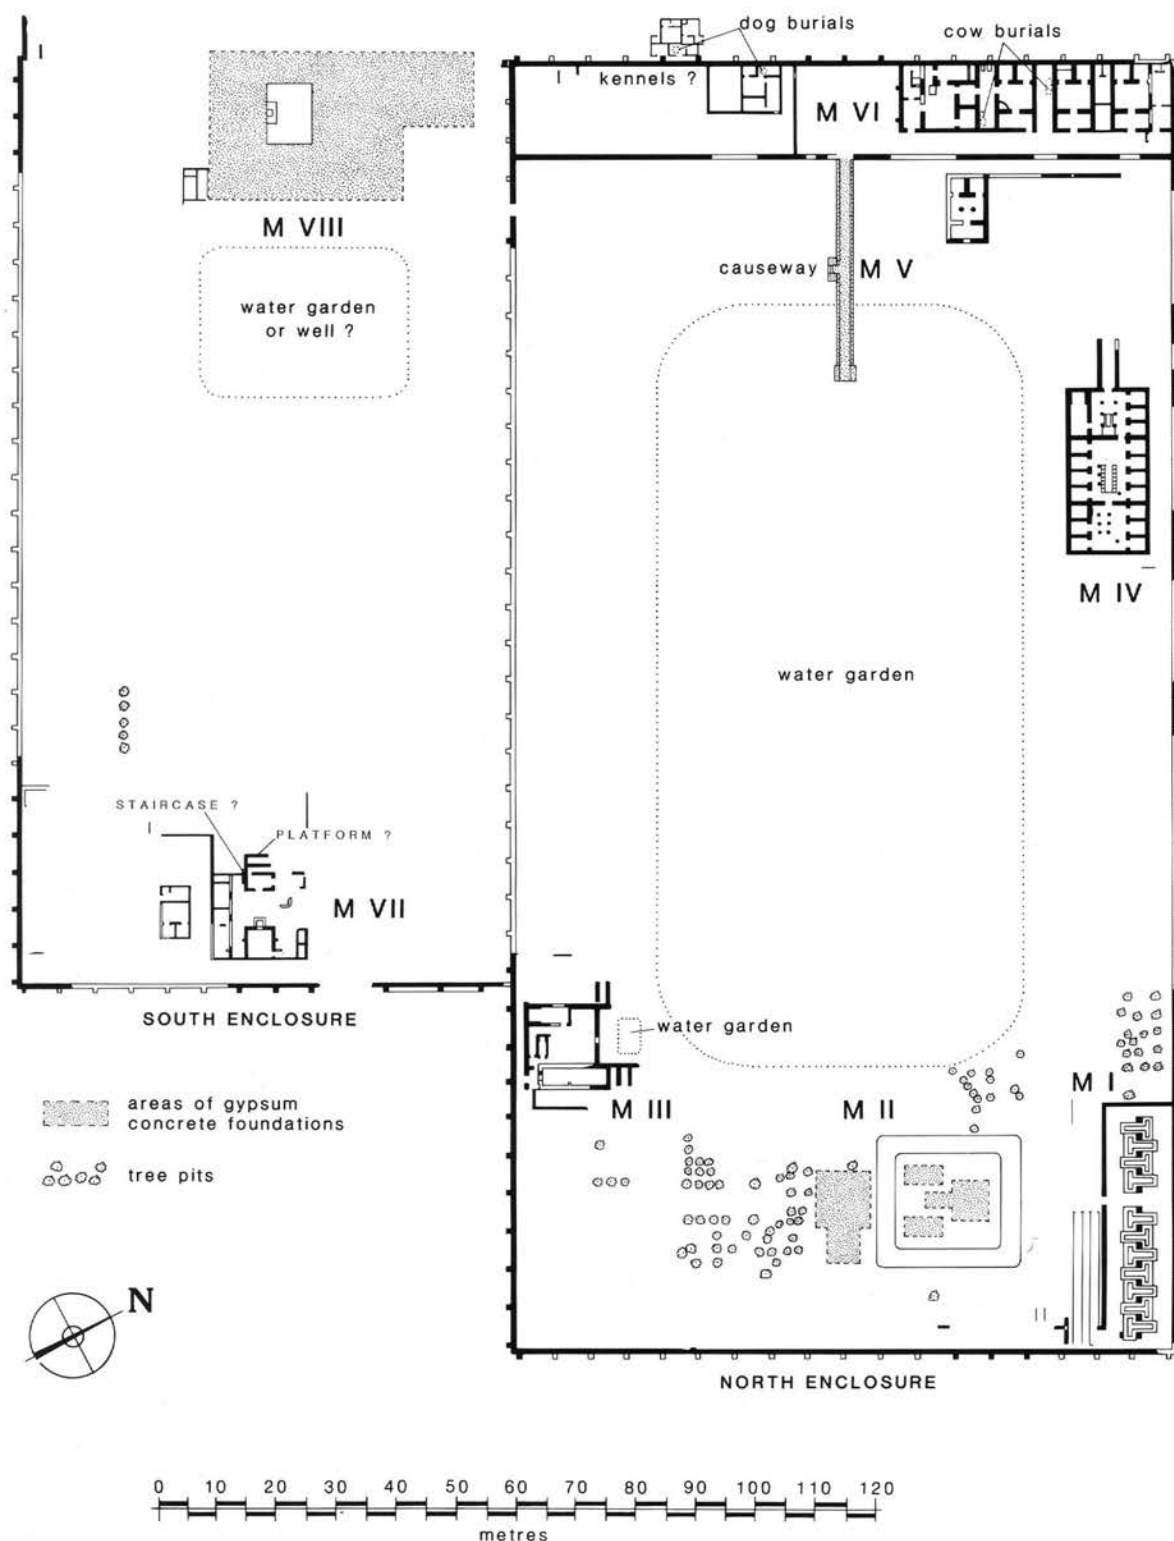 dog burials
cow burials
I
I
kennels ?
M VI
M VIII
causeway
M V
water garden
or well ?
M IV
water garden
STAIRCASE ?
I
PLATFORM ?
M VII
SOUTH ENCLOSURE
water garden
M I
M III
M II
areas of gypsum
concrete foundations
tree pits
N
II
NORTH ENCLOSURE
0 10 20 30 40 50 60 70 80 90 100 105 110 120
metres